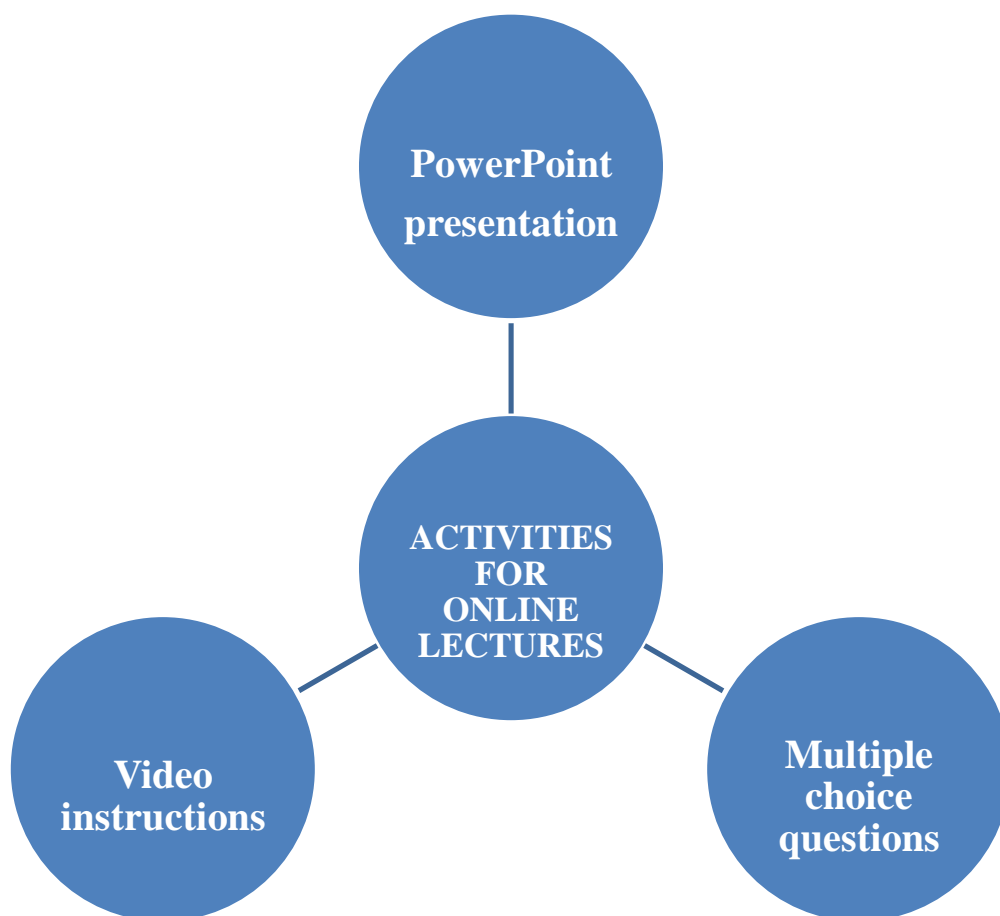 PowerPoint
presentation
ACTIVITIES
FOR
ONLINE
LECTURES
Video
instructions
Multiple
choice
questions